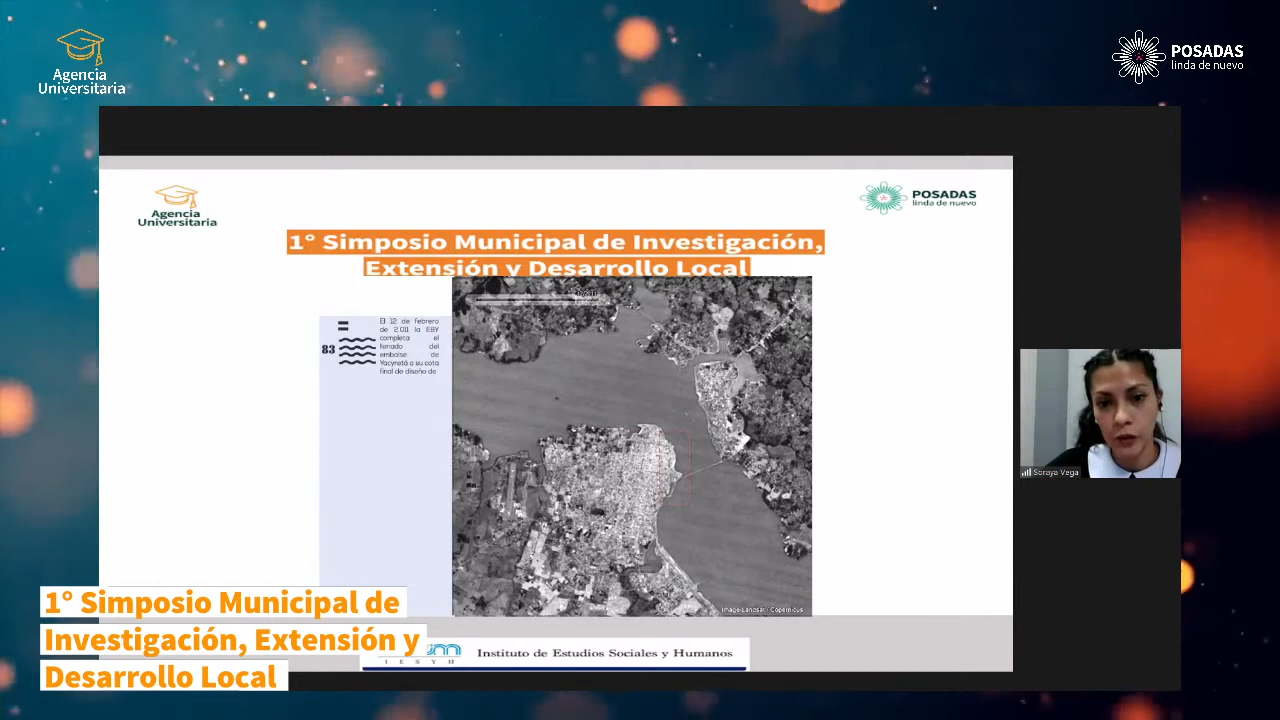 Agencia
Universitaria
POSADAS
linda de nuevo
Agencia
Universitaria
POSADAS
linda de nuevo
1° Simposio Municipal de Investigación,
Extensión y Desarrollo Local
83
El 12 de febrero
de 2.011 la EBY
completa el
llenado del
embalse de
Yacyretá a su cota
final de diseño de
Image Landsat / Copernicus
Soraya Vega
1° Simposio Municipal de
Investigación, Extensión y
Desarrollo Local
I E S Y H
Instituto de Estudios Sociales y Humanos